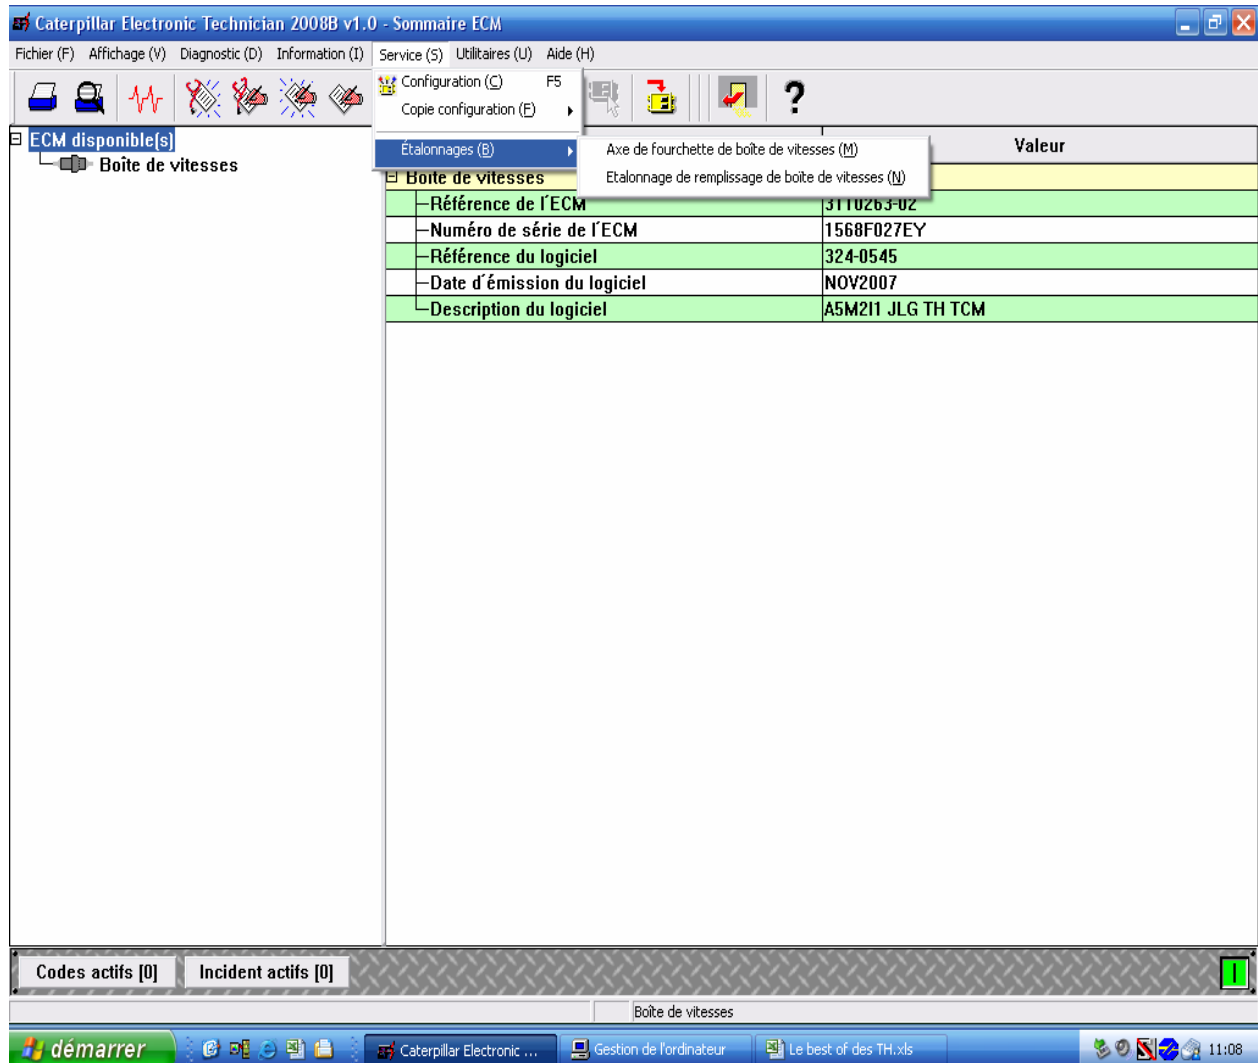 Caterpillar Electronic Technician 2008B v1.0 - Sommaire ECM
Fichier (F) Affichage (V) Diagnostic (D) Information (I) Service (S) Utilitaires (U) Aide (H)
Configuration (C) F5
Copie configuration (F)
Étalonnages (B)
Axe de fourchette de boîte de vitesses (M)
Etalonnage de remplissage de boîte de vitesses (N)
ECM disponible(s)
Boîte de vitesses
Valeur
Boîte de vitesses
Référence de l´ECM 3110263-02
Numéro de série de l´ECM 1568F027EY
Référence du logiciel 324-0545
Date d´émission du logiciel NOV2007
Description du logiciel A5M2I1 JLG TH TCM
Codes actifs [0] Incident actifs [0]
Boîte de vitesses
démarrer Caterpillar Electronic ... Gestion de l'ordinateur Le best of des TH.xls 11:08